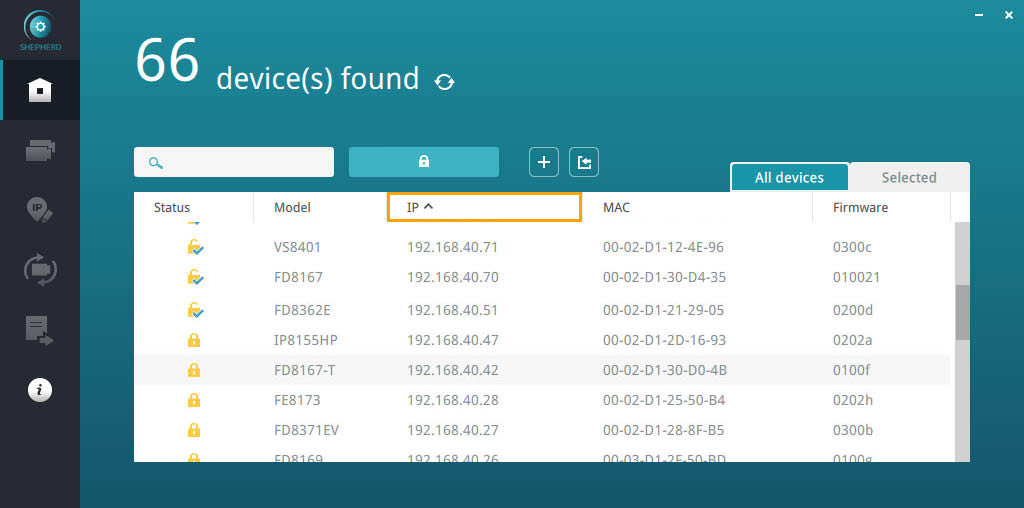 SHEPHERD
66 device(s) found
All devices Selected
Status Model IP MAC Firmware
VS8401 192.168.40.71 00-02-D1-12-4E-96 0300c
FD8167 192.168.40.70 00-02-D1-30-D4-35 010021
FD8362E 192.168.40.51 00-02-D1-21-29-05 0200d
IP8155HP 192.168.40.47 00-02-D1-2D-16-93 0202a
FD8167-T 192.168.40.42 00-02-D1-30-D0-4B 0100f
FE8173 192.168.40.28 00-02-D1-25-50-B4 0202h
FD8371EV 192.168.40.27 00-02-D1-28-8F-B5 0300b
FD8169 192.168.40.26 00-03-D1-2F-50-BD 0100g
IP